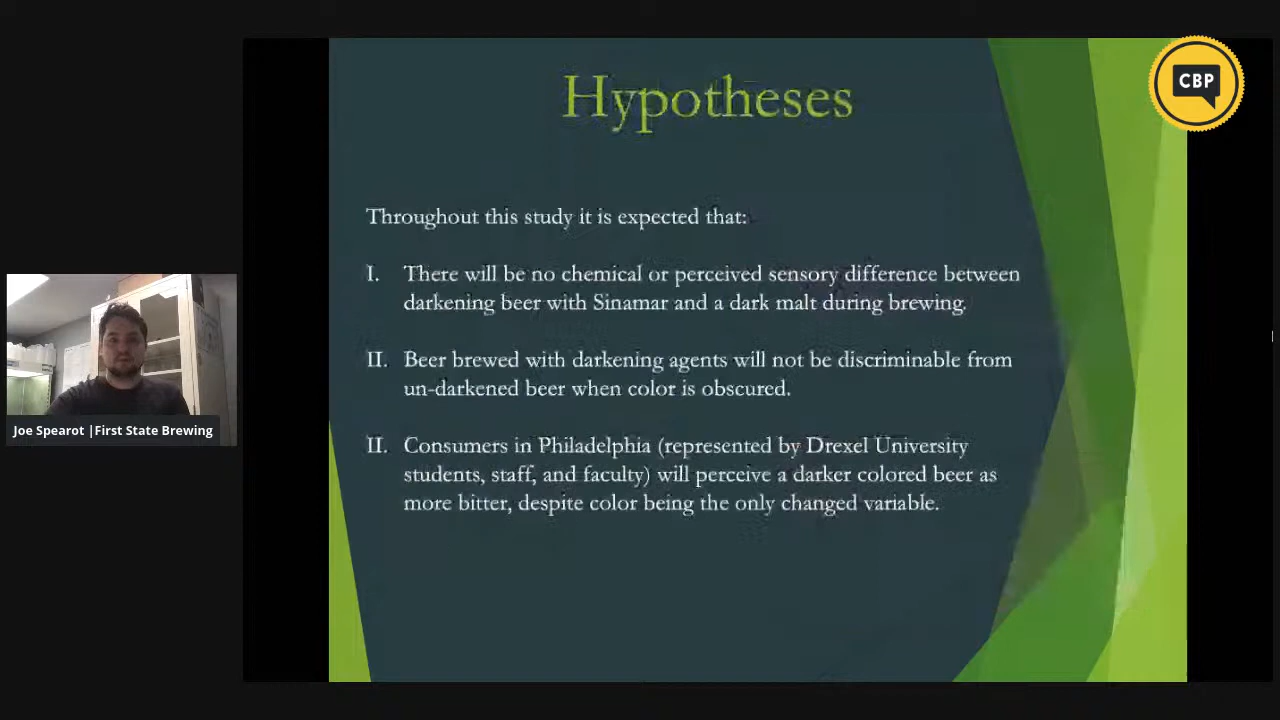 CBP
Hypotheses
Throughout this study it is expected that:
I. There will be no chemical or perceived sensory difference between
darkening beer with Sinamar and a dark malt during brewing.
II. Beer brewed with darkening agents will not be discriminable from
un-darkened beer when color is obscured.
II. Consumers in Philadelphia (represented by Drexel University
students, staff, and faculty) will perceive a darker colored beer as
more bitter, despite color being the only changed variable.
Joe Spearot |First State Brewing